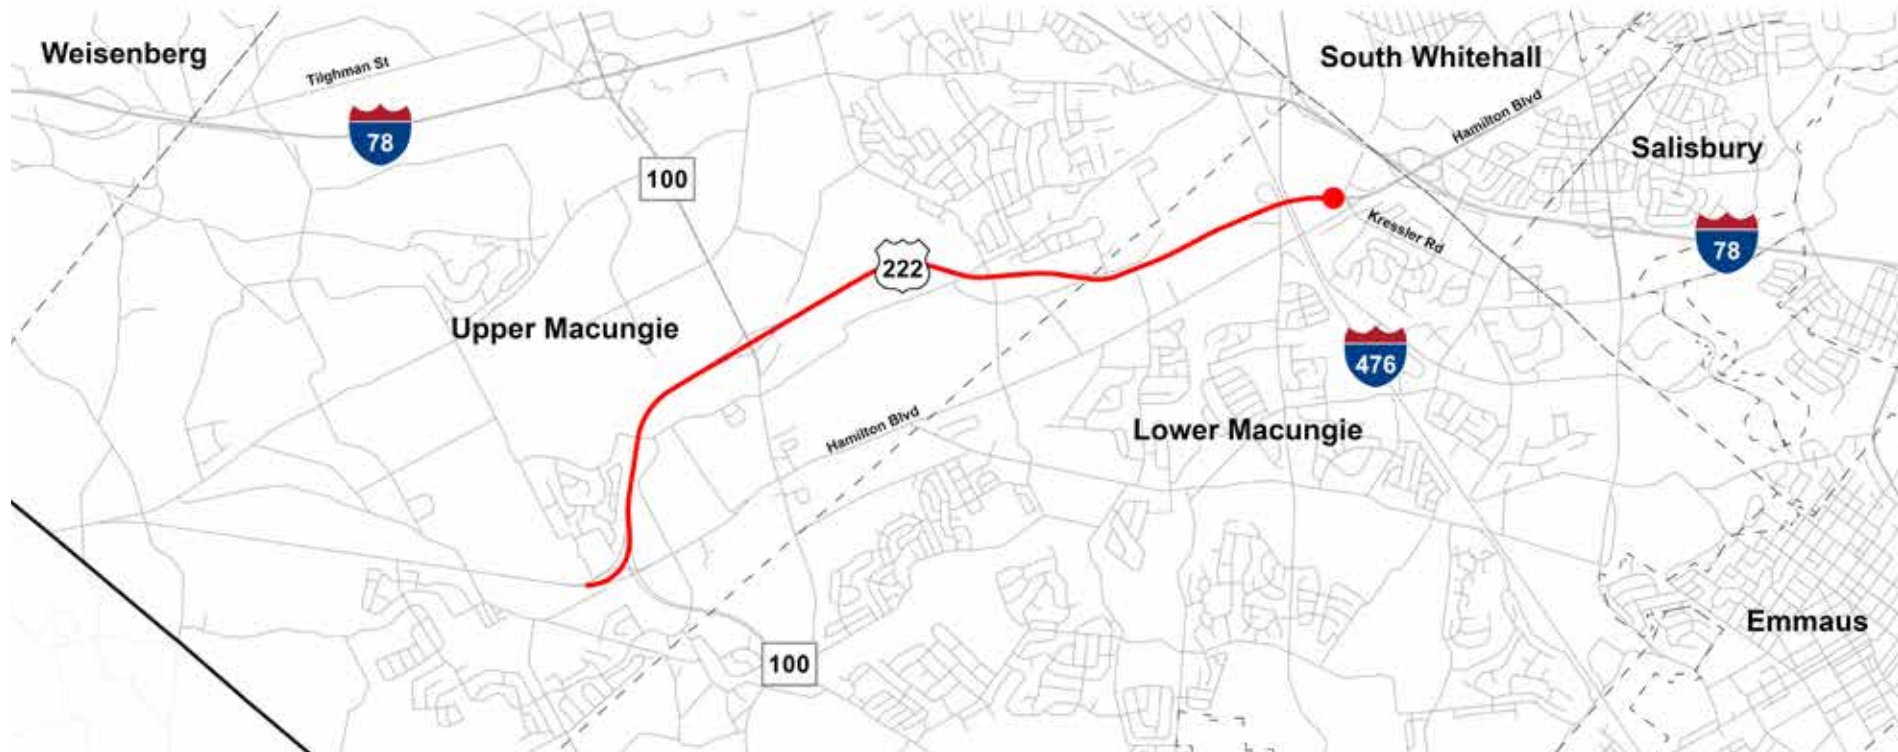 Weisenberg
Tilghman St
78
100
South Whitehall
Hamilton Blvd
Salisbury
Kressler Rd
78
222
Upper Macungie
476
Hamilton Blvd
Lower Macungie
Emmaus
100